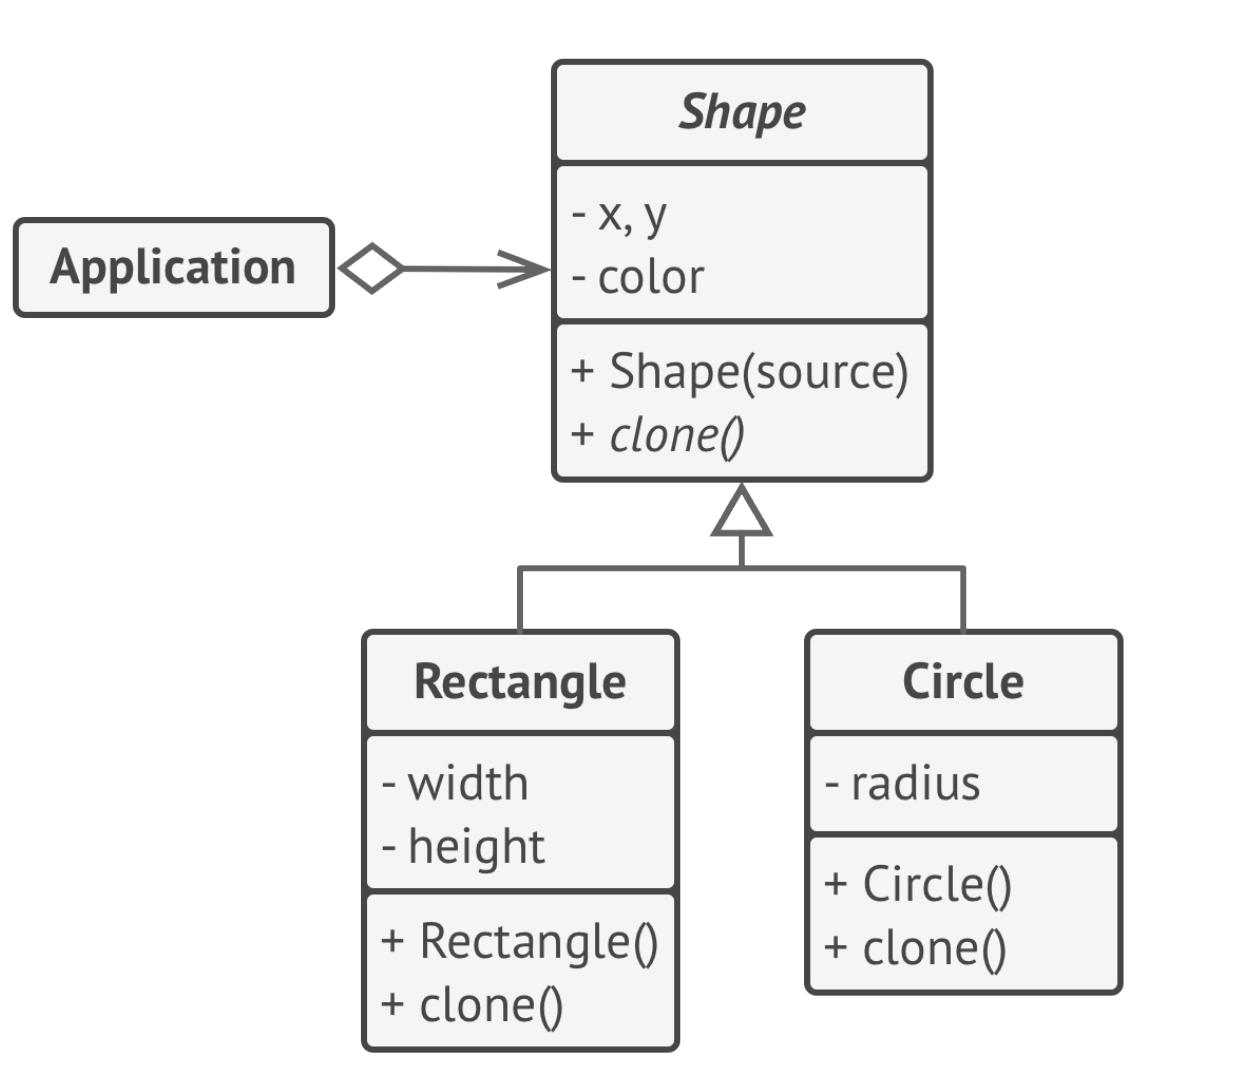 Shape
- x, y
- color
+ Shape(source)
+ clone()
Application
Rectangle
- width
- height
+ Rectangle()
+ clone()
Circle
- radius
+ Circle()
+ clone()